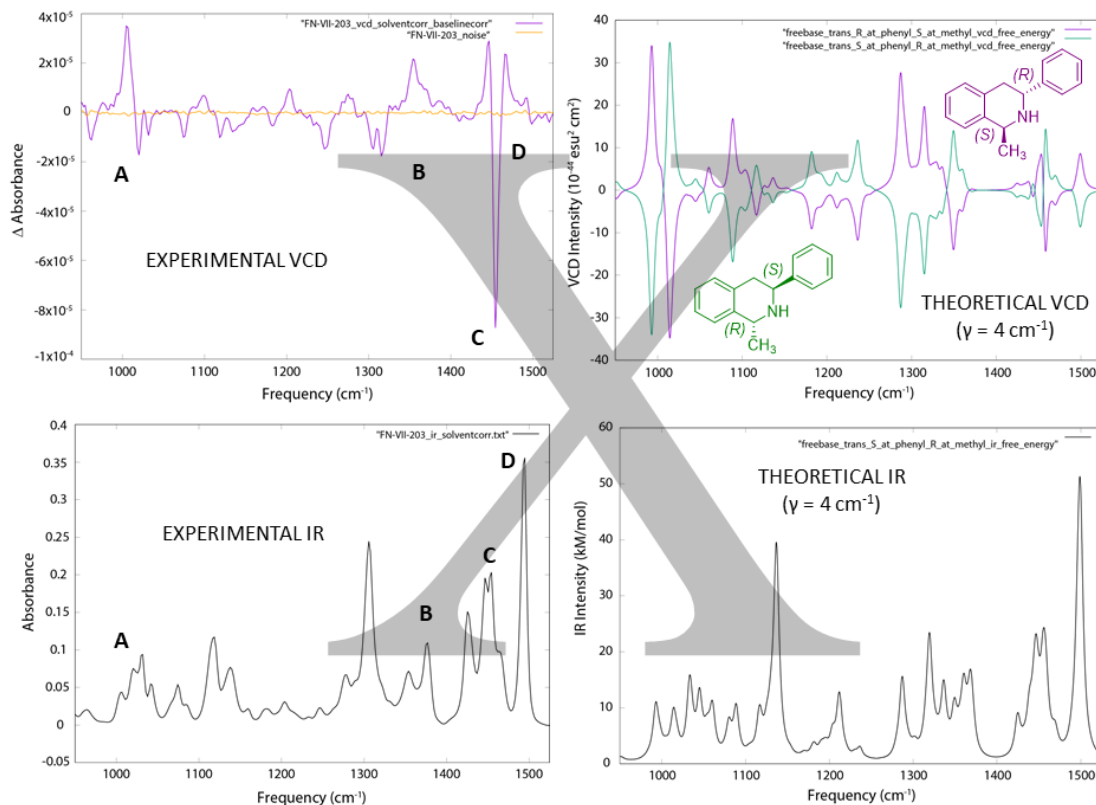 "FN-VII-203_vcd_solventcorr_baselinecorr"
"FN-VII-203_noise"
4x10⁻⁵
2x10⁻⁵
0
-2x10⁻⁵
-4x10⁻⁵
-6x10⁻⁵
-8x10⁻⁵
-1x10⁻⁴
Δ Absorbance
A
B
C
D
EXPERIMENTAL VCD
1000
1100
1200
1300
1400
1500
Frequency (cm⁻¹)
"freebase_trans_R_at_phenyl_S_at_methyl_vcd_free_energy"
"freebase_trans_S_at_phenyl_R_at_methyl_vcd_free_energy"
40
30
20
10
0
-10
-20
-30
-40
VCD Intensity (10⁻⁴⁴ esu² cm²)
(R)
NH
(S)
CH₃
(S)
NH
(R)
CH₃
THEORETICAL VCD
(γ = 4 cm⁻¹)
1000
1100
1200
1300
1400
1500
Frequency (cm⁻¹)
"FN-VII-203_ir_solventcorr.txt"
0.4
0.35
0.3
0.25
0.2
0.15
0.1
0.05
0
-0.05
Absorbance
EXPERIMENTAL IR
A
B
C
D
1000
1100
1200
1300
1400
1500
Frequency (cm⁻¹)
"freebase_trans_S_at_phenyl_R_at_methyl_ir_free_energy"
60
50
40
30
20
10
0
IR Intensity (kM/mol)
THEORETICAL IR
(γ = 4 cm⁻¹)
1000
1100
1200
1300
1400
1500
Frequency (cm⁻¹)
X